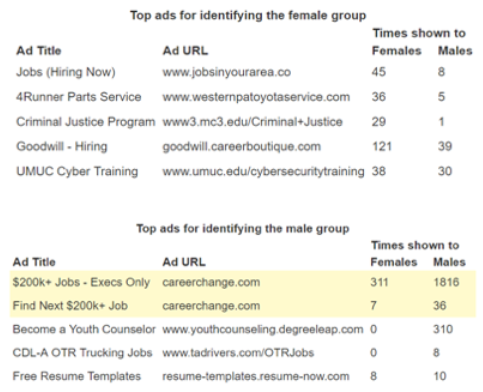 Top ads for identifying the female group
Times shown to
Ad Title Ad URL Females Males
Jobs (Hiring Now) www.jobsinyourarea.co 45 8
4Runner Parts Service www.westernpatoyotaservice.com 36 5
Criminal Justice Program www3.mc3.edu/Criminal+Justice 29 1
Goodwill - Hiring goodwill.careerboutique.com 121 39
UMUC Cyber Training www.umuc.edu/cybersecuritytraining 38 30
Top ads for identifying the male group
Times shown to
Ad Title Ad URL Females Males
$200k+ Jobs - Execs Only careerchange.com 311 1816
Find Next $200k+ Job careerchange.com 7 36
Become a Youth Counselor www.youthcounseling.degreeleap.com 0 310
CDL-A OTR Trucking Jobs www.tadrivers.com/OTRJobs 0 8
Free Resume Templates resume-templates.resume-now.com 8 10